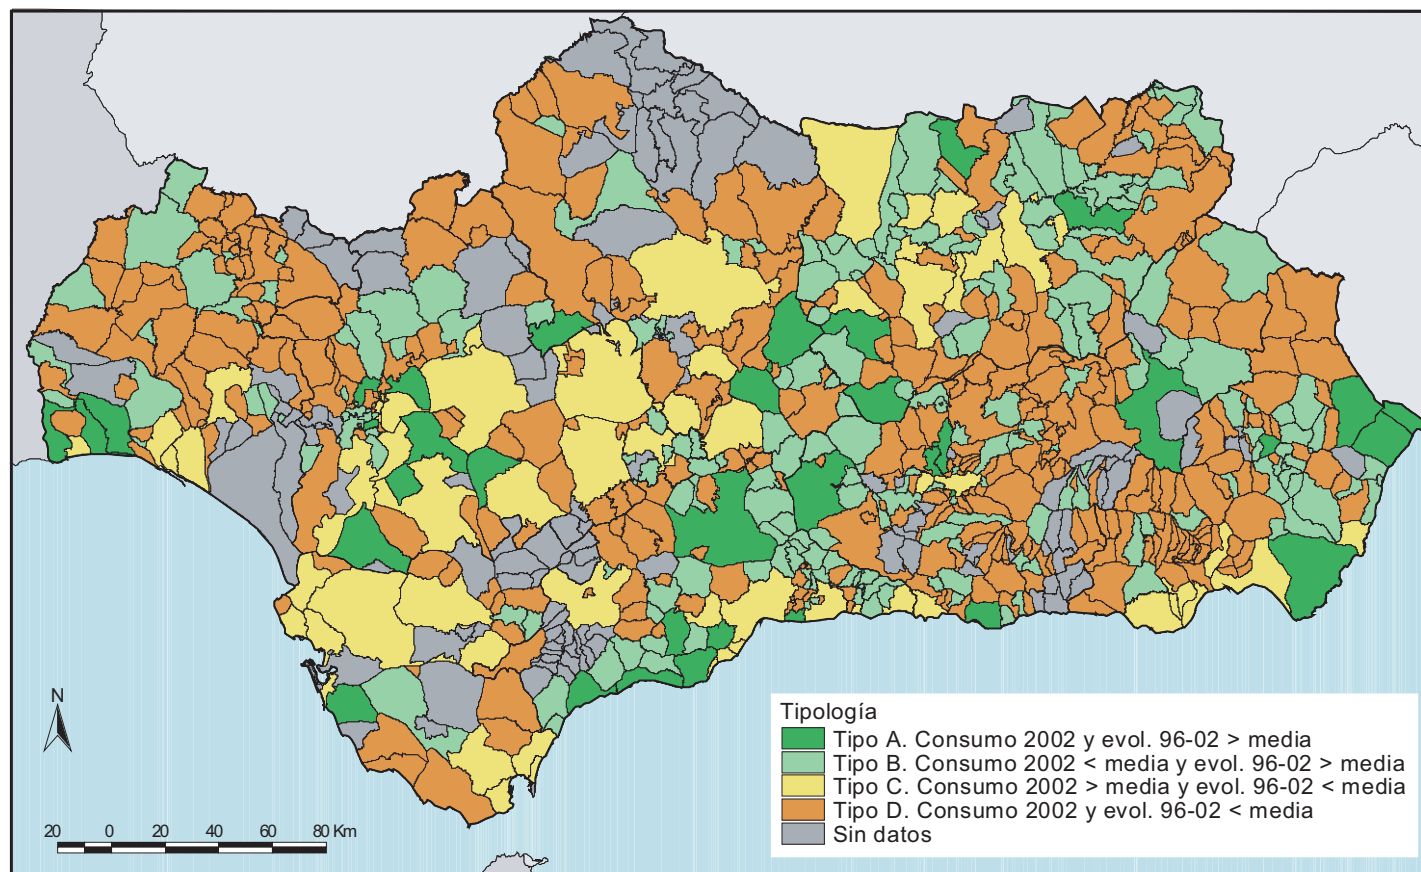 N
20 0 20 40 60 80 Km
Tipología
Tipo A. Consumo 2002 y evol. 96-02 > media
Tipo B. Consumo 2002 < media y evol. 96-02 > media
Tipo C. Consumo 2002 > media y evol. 96-02 < media
Tipo D. Consumo 2002 y evol. 96-02 < media
Sin datos